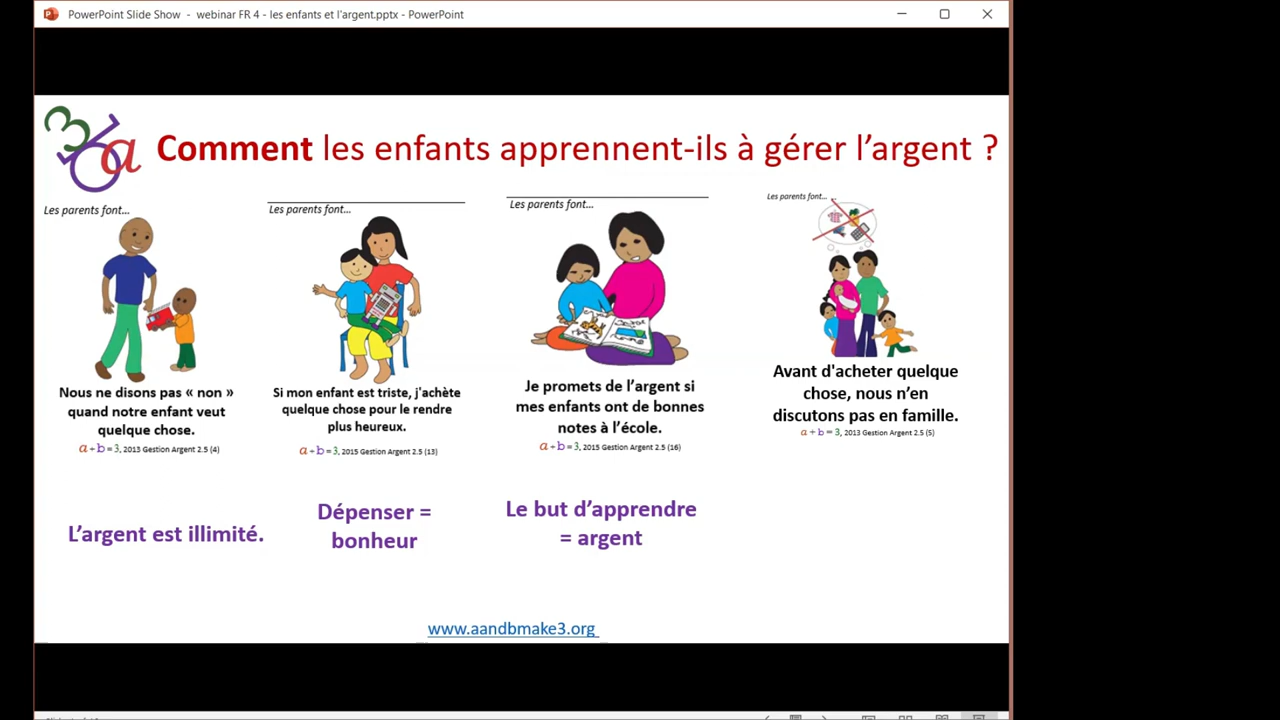 PowerPoint Slide Show - webinar FR 4 - les enfants et l'argent.pptx - PowerPoint
Comment les enfants apprennent-ils à gérer l’argent ?
Les parents font...
Nous ne disons pas « non »
quand notre enfant veut
quelque chose.
a + b = 3, 2013 Gestion Argent 2.5 (4)
L’argent est illimité.
Les parents font...
Si mon enfant est triste, j'achète
quelque chose pour le rendre
plus heureux.
a + b = 3, 2015 Gestion Argent 2.5 (13)
Dépenser =
bonheur
Les parents font...
Je promets de l’argent si
mes enfants ont de bonnes
notes à l’école.
a + b = 3, 2015 Gestion Argent 2.5 (16)
Le but d’apprendre
= argent
Les parents font...
Avant d'acheter quelque
chose, nous n’en
discutons pas en famille.
a + b = 3, 2013 Gestion Argent 2.5 (5)
www.aandbmake3.org